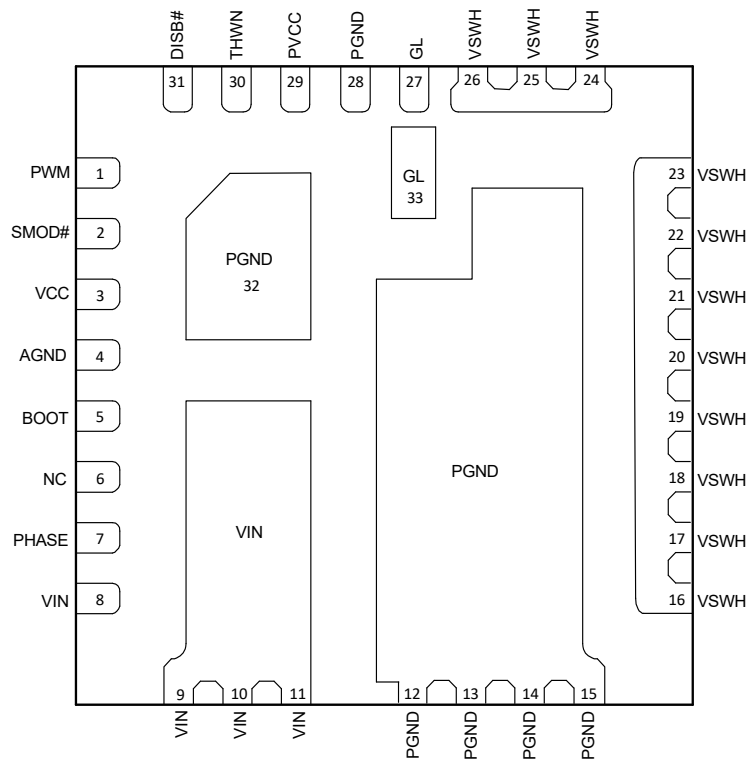 DISB#
THWN
PVCC
PGND
GL
VSWH
VSWH
VSWH
31
30
29
28
27
26
25
24
PWM
1
SMOD#
2
VCC
3
AGND
4
BOOT
5
NC
6
PHASE
7
VIN
8
GL
33
PGND
32
VIN
PGND
23 VSWH
22 VSWH
21 VSWH
20 VSWH
19 VSWH
18 VSWH
17 VSWH
16 VSWH
9
10
11
12
13
14
15
VIN
VIN
VIN
PGND
PGND
PGND
PGND